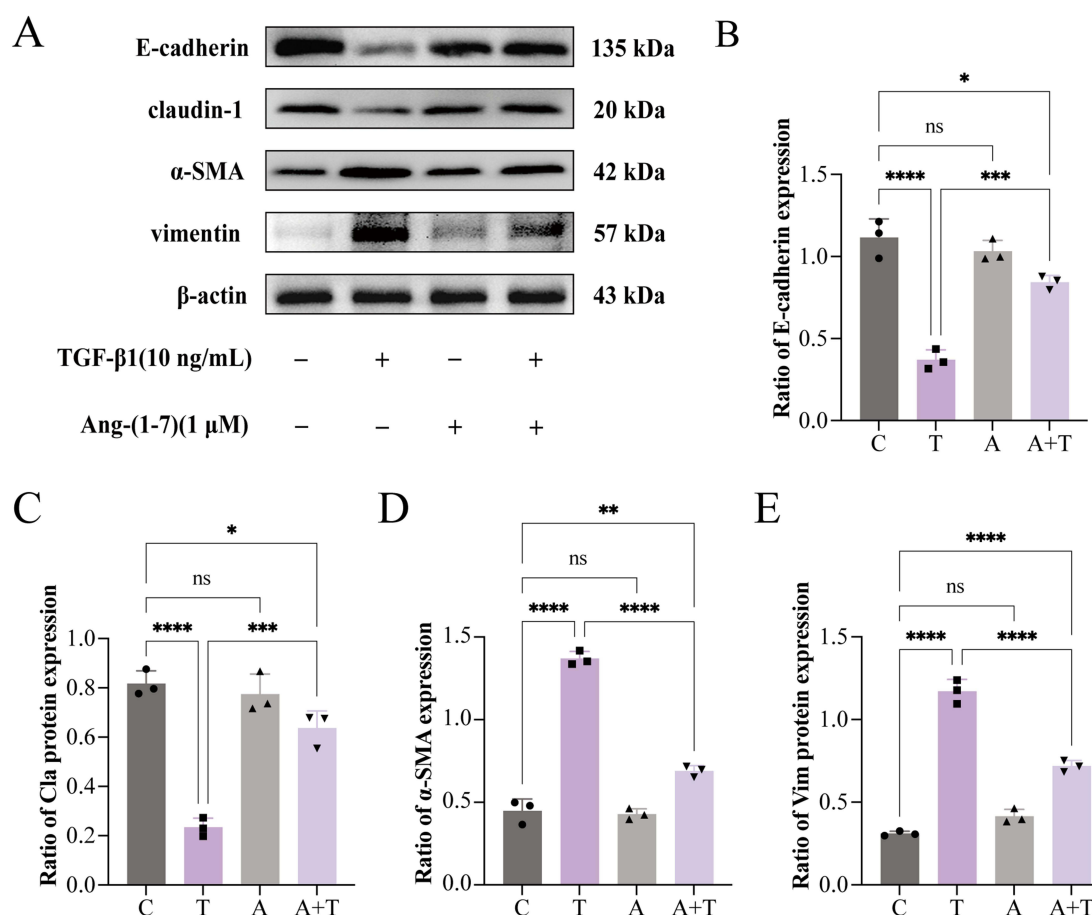 A
E-cadherin 135 kDa
claudin-1 20 kDa
α-SMA 42 kDa
vimentin 57 kDa
β-actin 43 kDa
TGF-β1(10 ng/mL) – + – +
Ang-(1-7)(1 μM) – – + +
B
*
ns
**** ***
Ratio of E-cadherin expression
1.5
1.0
0.5
0.0
C T A A+T
C
*
ns
**** ***
Ratio of Cla protein expression
1.0
0.8
0.6
0.4
0.2
0.0
C T A A+T
D
**
ns
**** ****
Ratio of α-SMA expression
1.5
1.0
0.5
0.0
C T A A+T
E
****
ns
**** ****
Ratio of Vim protein expression
1.5
1.0
0.5
0.0
C T A A+T